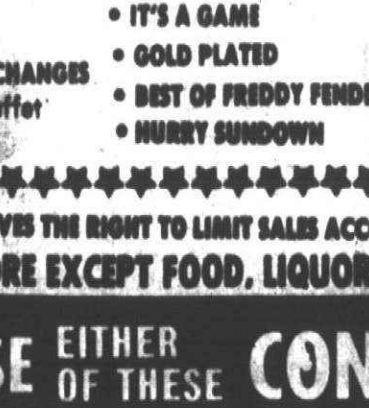 • IT'S A GAME
• GOLD PLATED
CHANGES
• BEST OF FREDDY FENDE
ffet
• HURRY SUNDOWN
VES THE RIGHT TO LIMIT SALES ACC
RE EXCEPT FOOD, LIQUOR
SE EITHER OF THESE CON